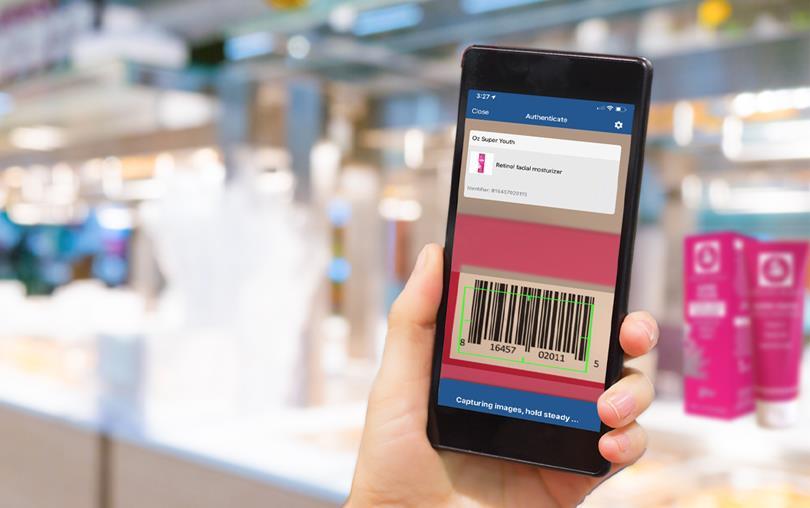 3:27
Close
Authenticate
Oz Super Youth
Retinol facial mosturizer
Identifier: 816457020115
8 16457 02011 5
Capturing images, hold steady ...